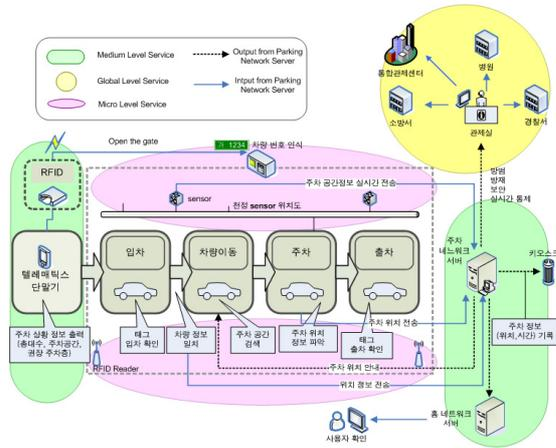 Medium Level Service
Output from Parking
Network Server
Global Level Service
Intput from Parking
Network Server
Micro Level Service
통합관제센터
병원
소방서
관제실
경찰서
Open the gate
가 1234
차량 번호 인식
RFID
방범
방재
보안
실시간 통제
주차 공간정보 실시간 전송
sensor
천정 sensor 위치도
텔레매틱스
단말기
입차
차량이동
주차
출차
주차
네트워크
서버
키오스크
주차 상황 정보 출력
(총대수, 주차공간,
권장 주차층)
태그
입차 확인
차량 정보
일치
주차 공간
검색
주차 위치
정보 파악
태그
출차 확인
주차 위치 전송
주차 정보
(위치,시간) 기록
RFID Reader
주차 위치 안내
위치 정보 전송
사용자 확인
홈 네트워크
서버